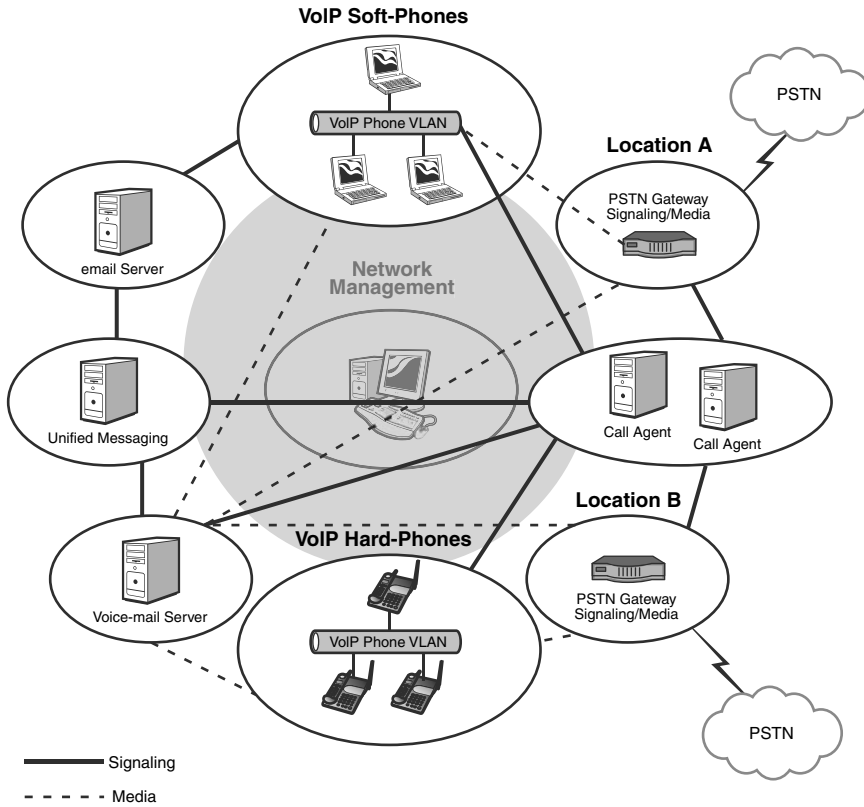 VoIP Soft-Phones
PSTN
VoIP Phone VLAN
Location A
PSTN Gateway
Signaling/Media
email Server
Network
Management
Unified Messaging
Call Agent
Call Agent
Location B
VoIP Hard-Phones
PSTN Gateway
Signaling/Media
Voice-mail Server
VoIP Phone VLAN
PSTN
Signaling
Media